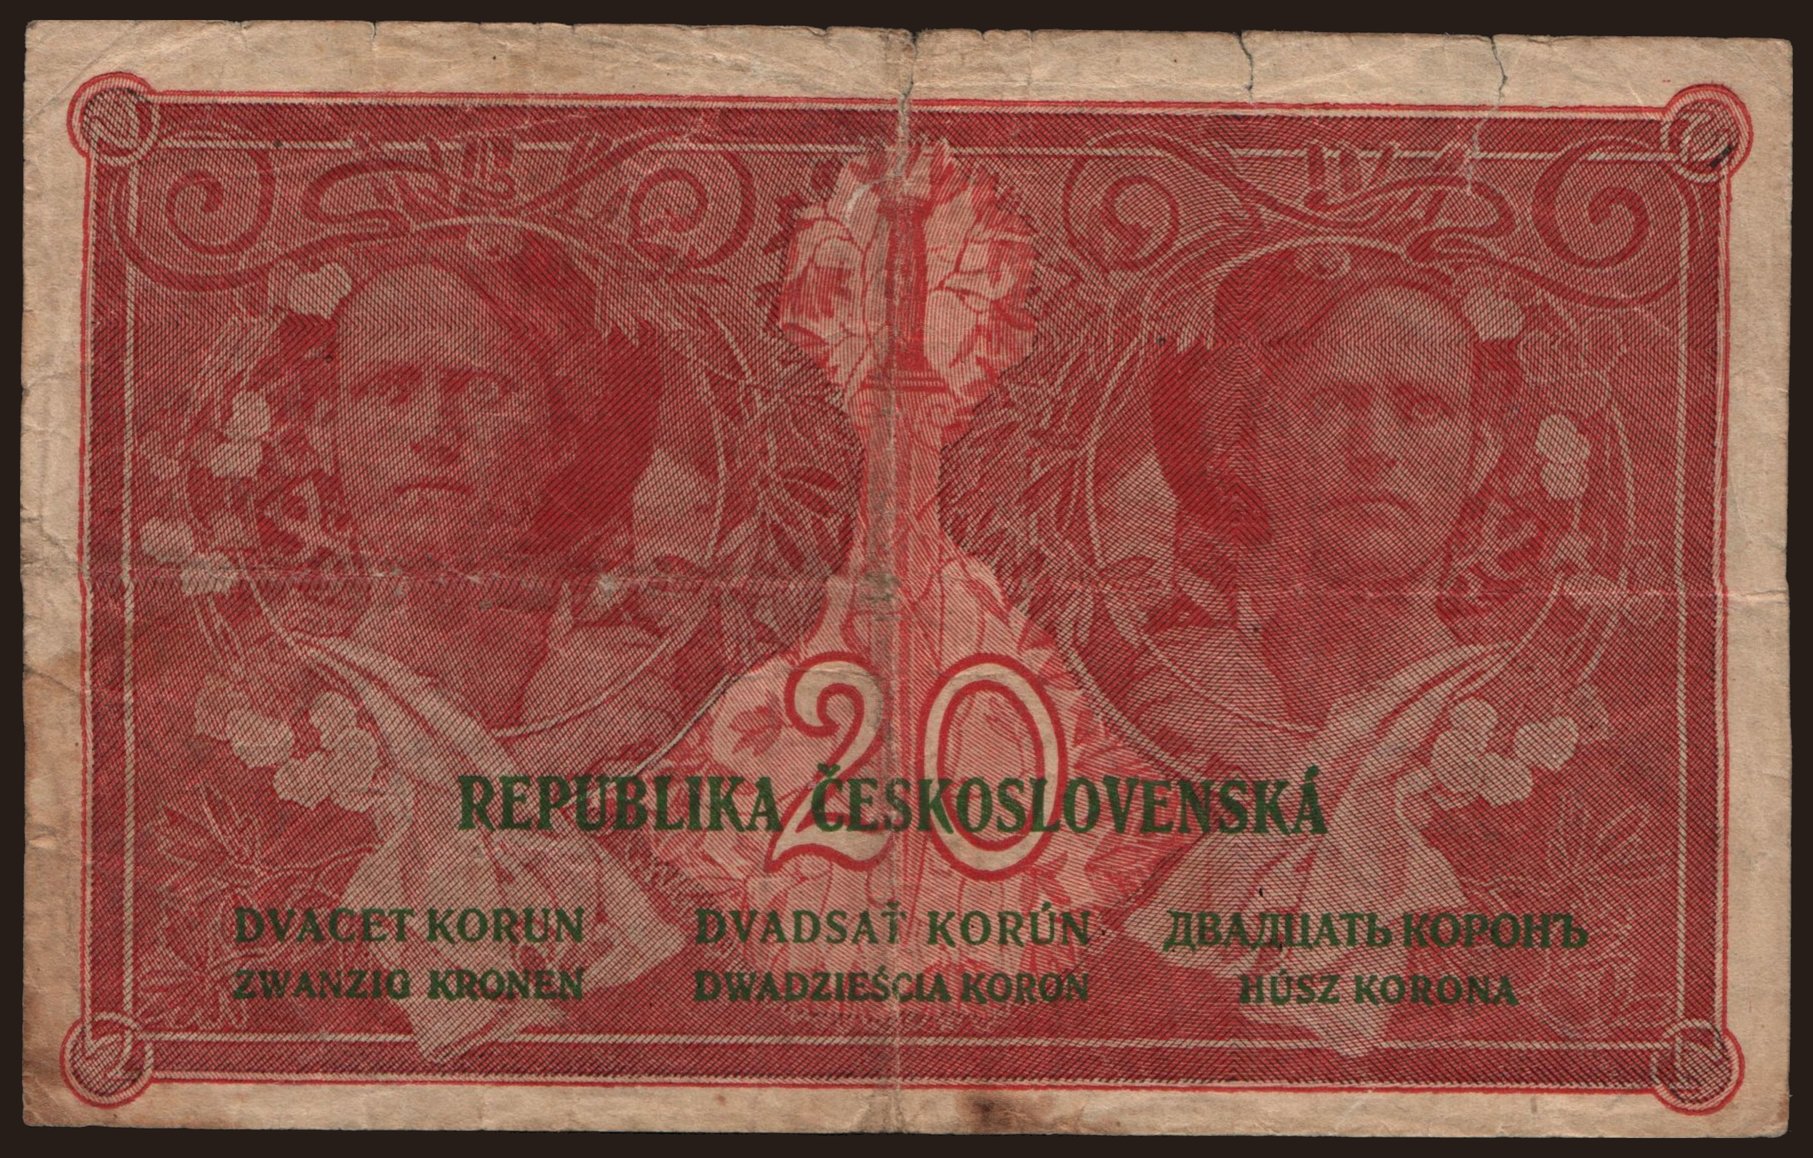 20
REPUBLIKA ČESKOSLOVENSKÁ
DVACET KORUN
ZWANZIG KRONEN
DVADSAŤ KORÚN
DWADZIEŚCIA KORON
ДВАДЦАТЬ КОРОНЪ
HÚSZ KORONA